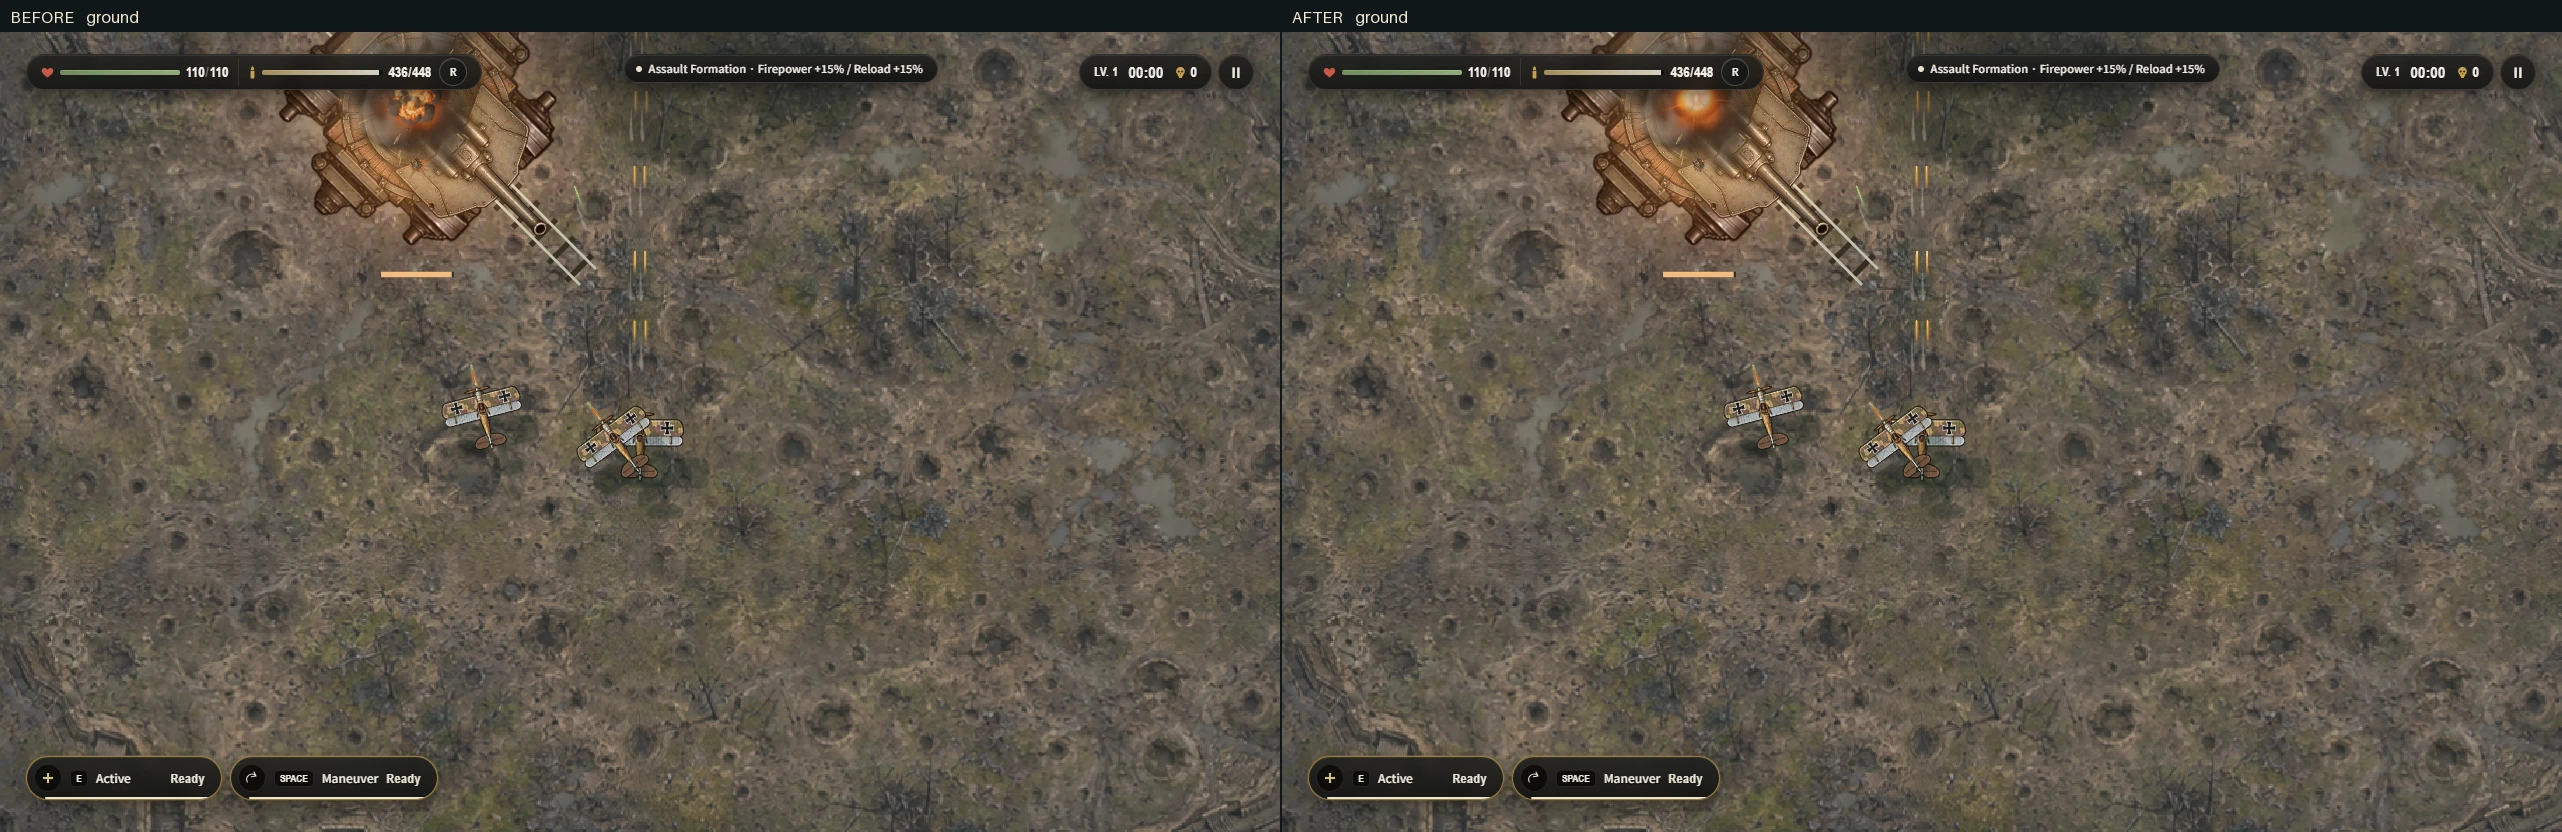 BEFORE ground
110/110 436/448 R
Assault Formation · Firepower +15% / Reload +15%
LV. 1 00:00 0
E Active Ready
SPACE Maneuver Ready
AFTER ground
110/110 436/448 R
Assault Formation · Firepower +15% / Reload +15%
LV. 1 00:00 0
E Active Ready
SPACE Maneuver Ready